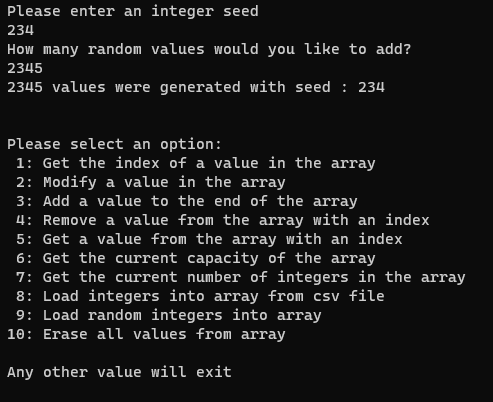 Please enter an integer seed
234
How many random values would you like to add?
2345
2345 values were generated with seed : 234
Please select an option:
1: Get the index of a value in the array
2: Modify a value in the array
3: Add a value to the end of the array
4: Remove a value from the array with an index
5: Get a value from the array with an index
6: Get the current capacity of the array
7: Get the current number of integers in the array
8: Load integers into array from csv file
9: Load random integers into array
10: Erase all values from array
Any other value will exit